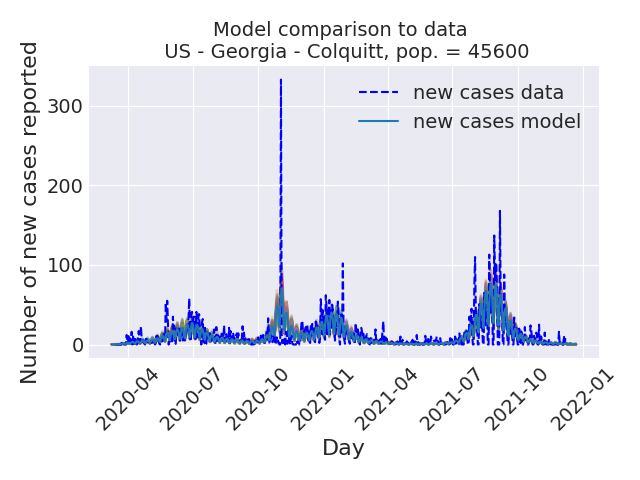 Model comparison to data
US - Georgia - Colquitt, pop. = 45600
Number of new cases reported
300
200
100
0
new cases data
new cases model
2020-04
2020-07
2020-10
2021-01
2021-04
2021-07
2021-10
2022-01
Day